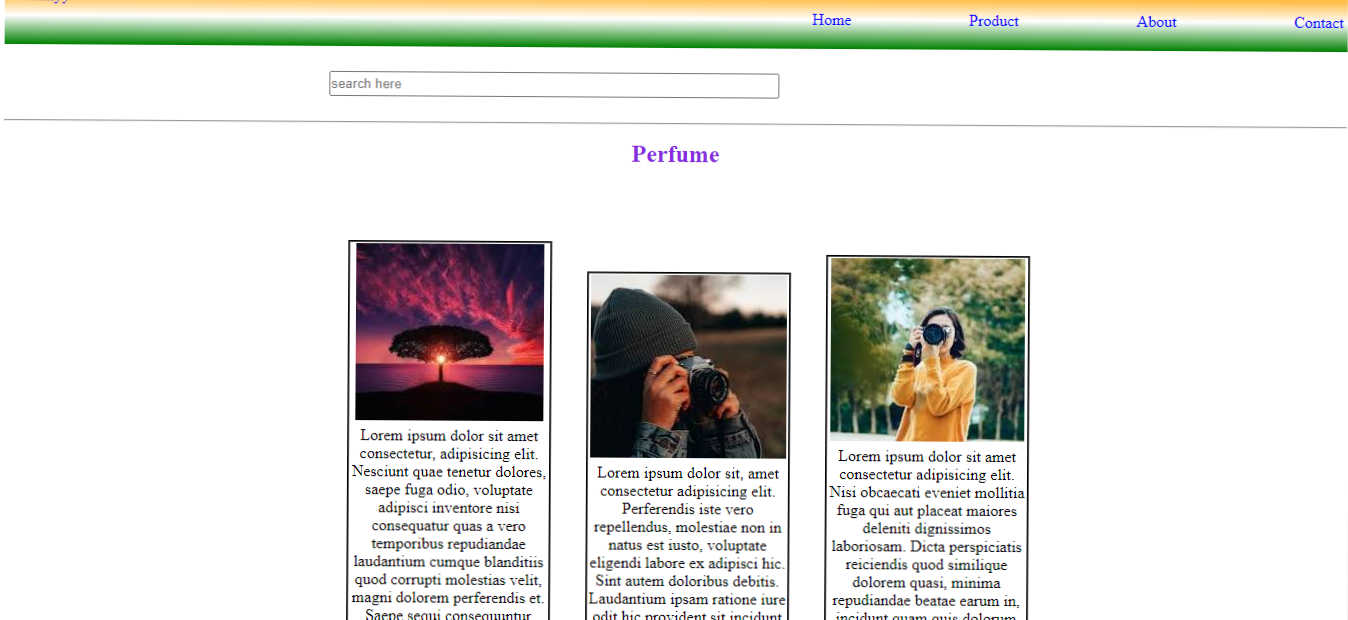 Home
Product
About
Contact
search here
Perfume
Lorem ipsum dolor sit amet
consectetur, adipisicing elit.
Nesciunt quae tenetur dolores,
saepe fuga odio, voluptate
adipisci inventore nisi
consequatur quas a vero
temporibus repudiandae
laudantium cumque blanditiis
quod corrupti molestias velit,
magni dolorem perferendis et.
Saepe sequi consequuntur
Lorem ipsum dolor sit, amet
consectetur adipisicing elit.
Perferendis iste vero
repellendus, molestiae non in
natus est iusto, voluptate
eligendi labore ex adipisci hic.
Sint autem doloribus debitis.
Laudantium ipsam ratione iure
odit hic provident sit incidunt
Lorem ipsum dolor sit amet
consectetur adipisicing elit.
Nisi obcaecati eveniet mollitia
fuga qui aut placeat maiores
deleniti dignissimos
laboriosam. Dicta perspiciatis
reiciendis quod similique
dolorem quasi, minima
repudiandae beatae earum in,
incidunt quam quis dolorum